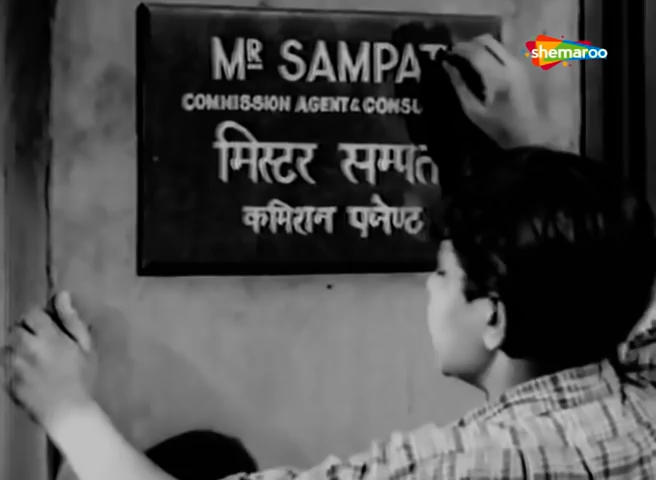 MR SAMPAT
COMMISSION AGENT & CONSU
मिस्टर सम्पत
कमिशन एजेण्ट
shemaroo